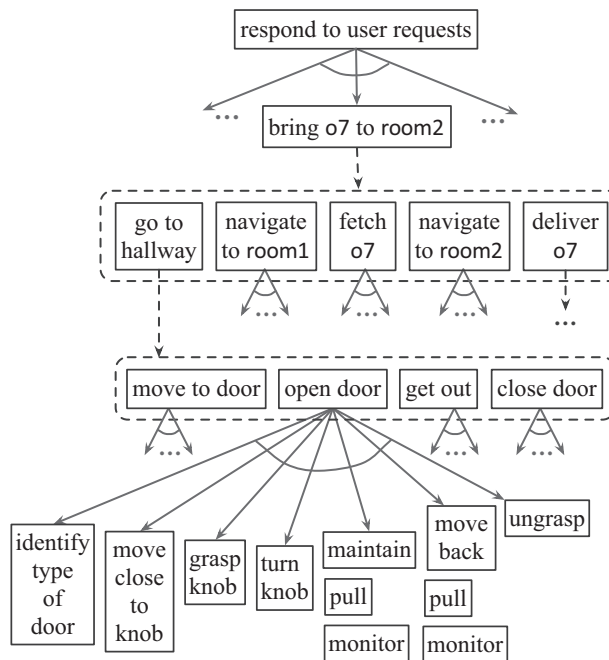 respond to user requests
...
bring o7 to room2
...
go to
hallway
navigate
to room1
fetch
o7
navigate
to room2
deliver
o7
...
...
...
...
move to door
open door
get out
close door
...
...
...
identify
type
of
door
move
close
to
knob
grasp
knob
turn
knob
maintain
pull
monitor
move
back
pull
monitor
ungrasp